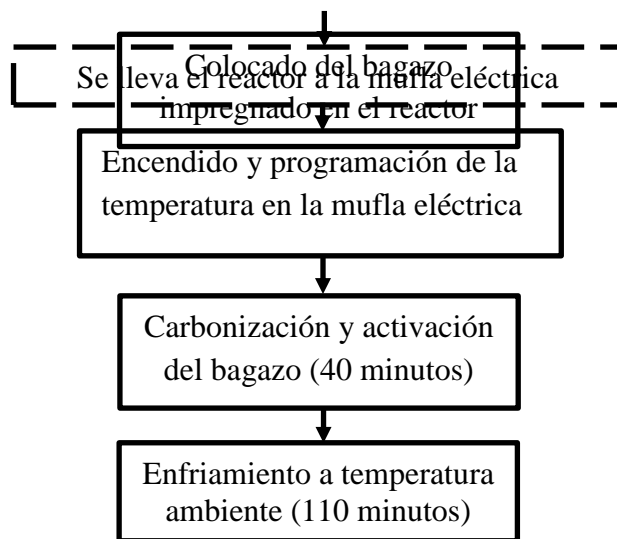 Colocado del bagazo
Se lleva el reactor a la mufla eléctrica
impregnado en el reactor
Encendido y programación de la
temperatura en la mufla eléctrica
Carbonización y activación
del bagazo (40 minutos)
Enfriamiento a temperatura
ambiente (110 minutos)